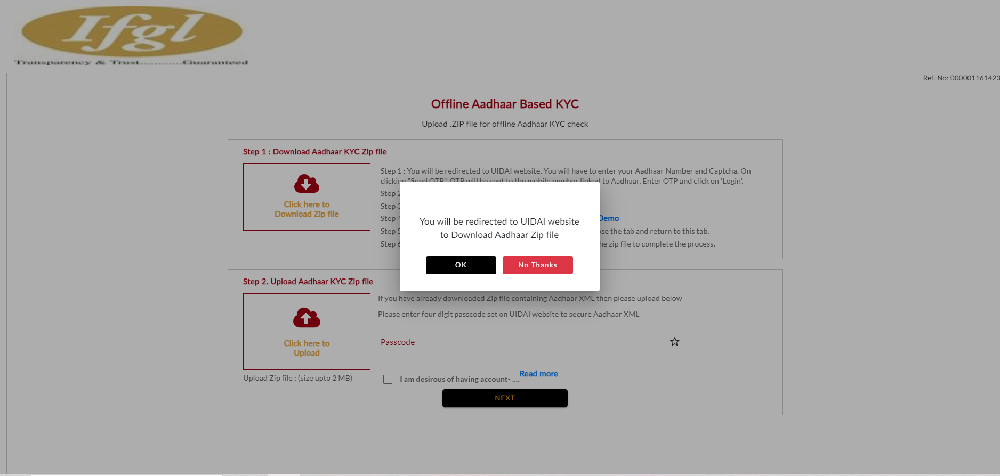 Ifgl
Transparency & Trust.............Guaranteed
Ref. No: 000001161423
Offline Aadhaar Based KYC
Upload .ZIP file for offline Aadhaar KYC check
Step 1 : Download Aadhaar KYC Zip file
Click here to
Download Zip file
Step 1 : You will be redirected to UIDAI website. You will have to enter your Aadhaar Number and Captcha. On
clicking "Send OTP", OTP will be sent to the mobile number linked to Aadhaar. Enter OTP and click on 'Login'.
Step 2
Step 3
Step 4 Demo
Step 5 the tab and return to this tab.
Step 6 zip file to complete the process.
You will be redirected to UIDAI website
to Download Aadhaar Zip file
OK No Thanks
Step 2. Upload Aadhaar KYC Zip file
Click here to
Upload
Upload Zip file : (size upto 2 MB)
If you have already downloaded Zip file containing Aadhaar XML then please upload below
Please enter four digit passcode set on UIDAI website to secure Aadhaar XML
Passcode
I am desirous of having account- .... Read more
NEXT